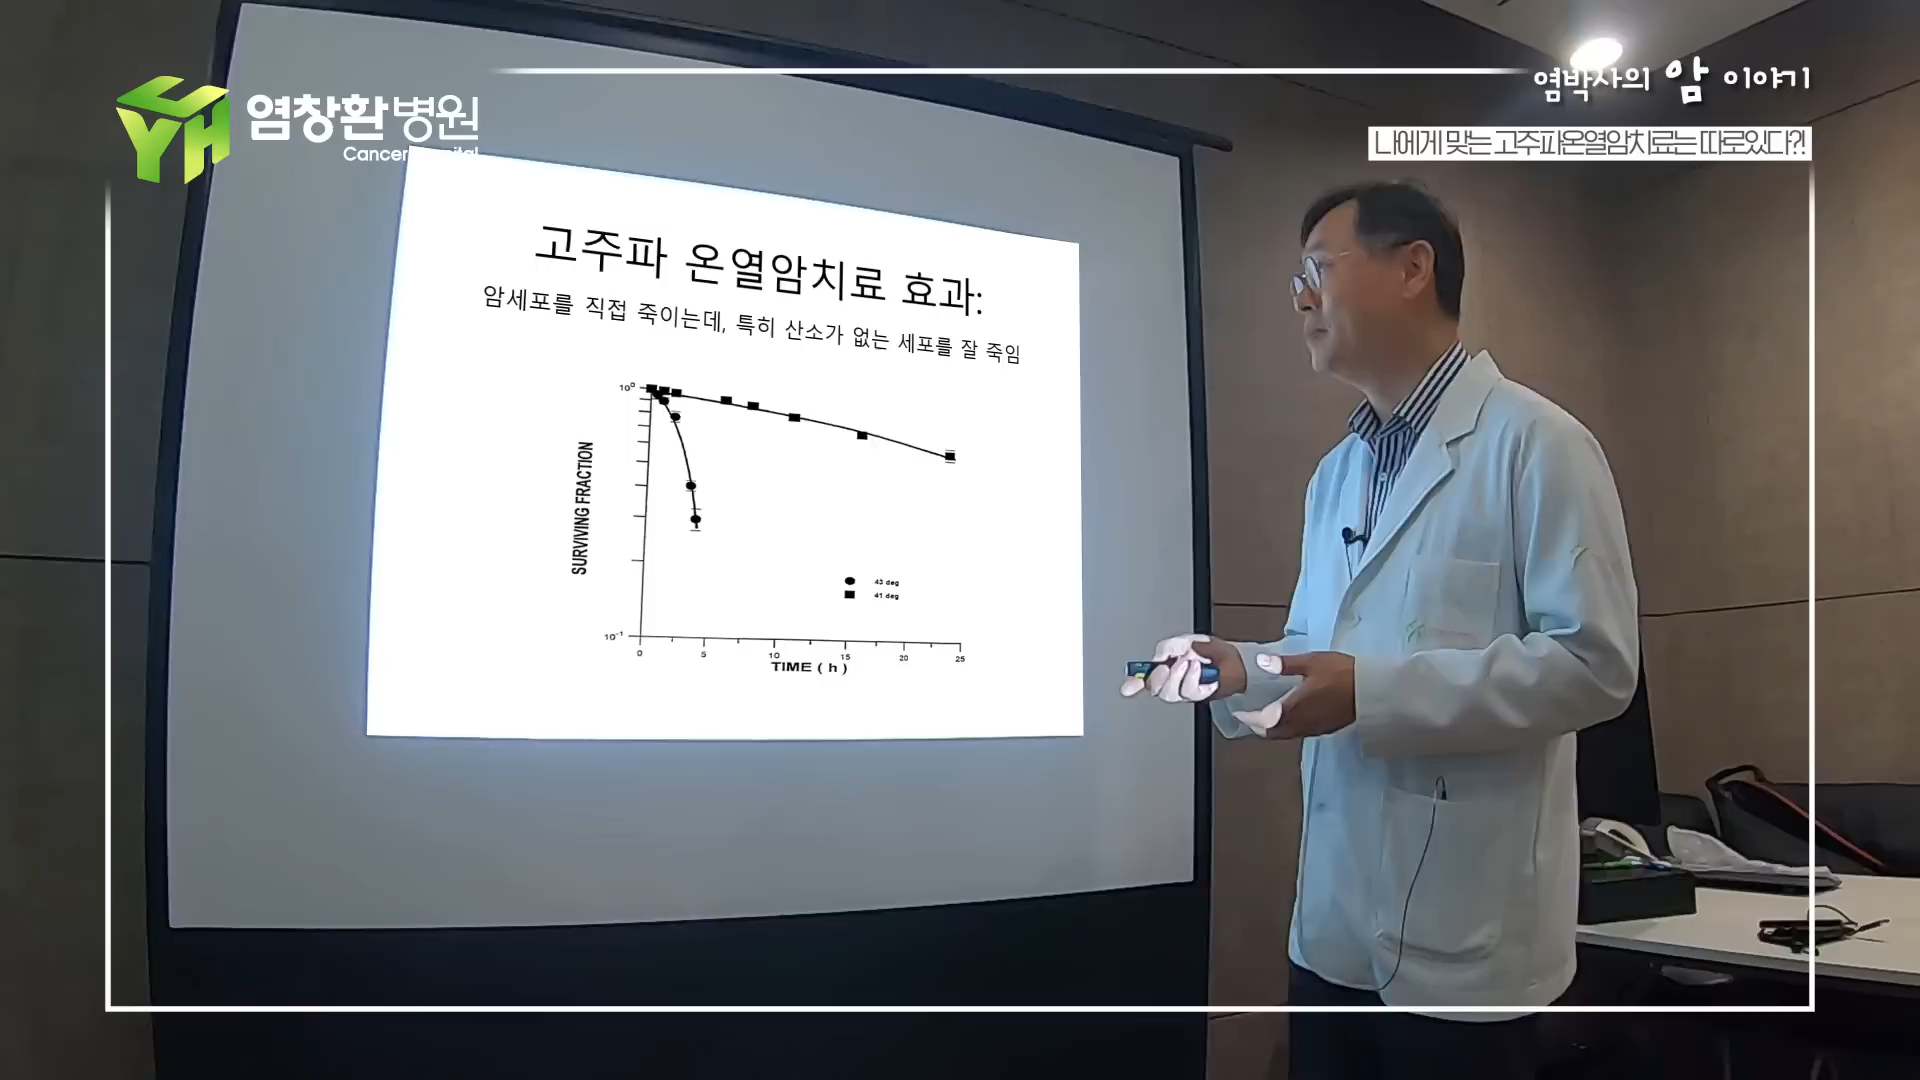 염창환병원
Cancer
염박사의 암 이야기
나에게 맞는 고주파온열암치료는 따로있다?!
고주파 온열암치료 효과:
암세포를 직접 죽이는데, 특히 산소가 없는 세포를 잘 죽임
10⁰
SURVIVING FRACTION
43 deg
41 deg
10⁻¹
0 5 10 15 20 25
TIME ( h )